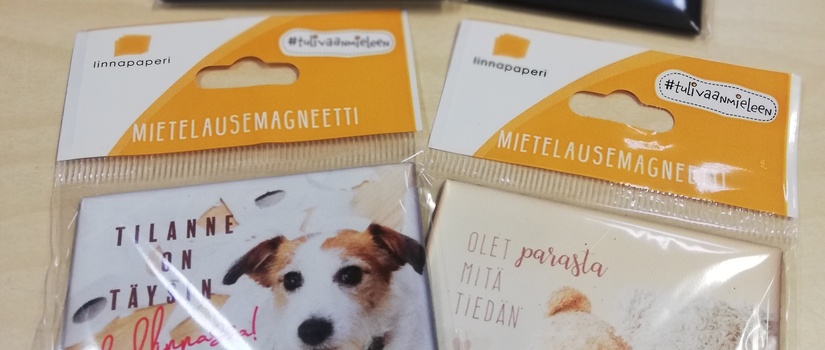 linnapaperi
#tulivaanmieleen
MIETELAUSEMAGNEETTI
TILANNE
ON
TÄYSIN
linnapaperi
#tulivaanmieleen
MIETELAUSEMAGNEETTI
OLET parasta
MITÄ
TIEDÄN